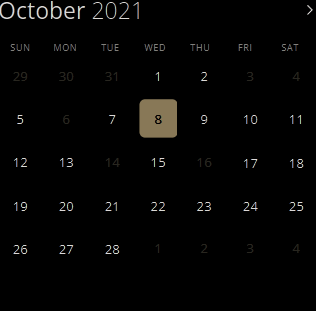 October 2021
SUN MON TUE WED THU FRI SAT
29 30 31 1 2 3 4
5 6 7 8 9 10 11
12 13 14 15 16 17 18
19 20 21 22 23 24 25
26 27 28 1 2 3 4